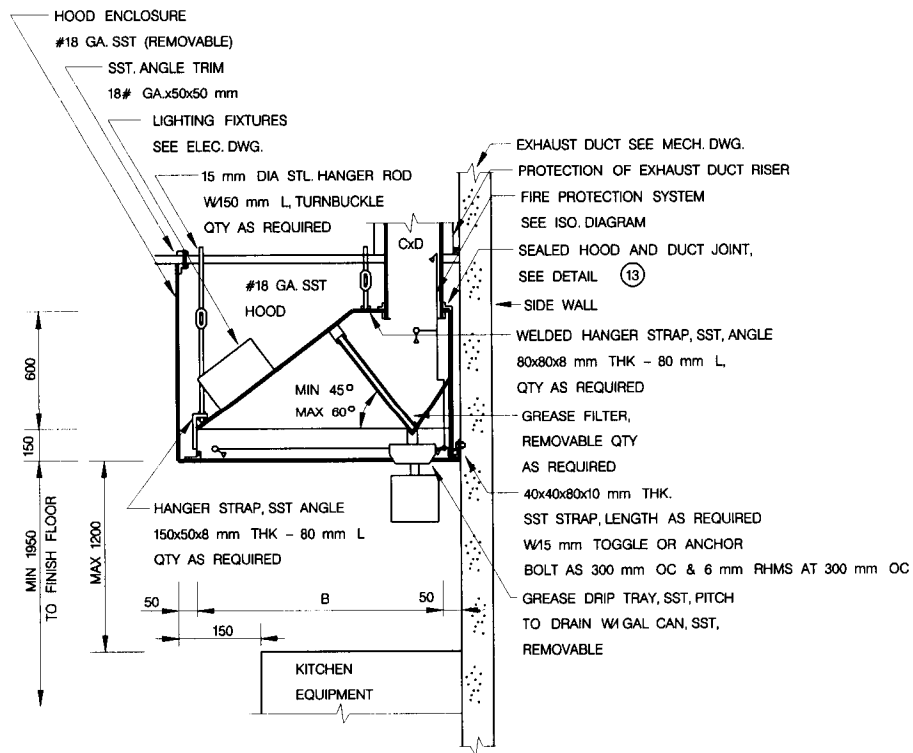 HOOD ENCLOSURE
#18 GA. SST (REMOVABLE)
SST. ANGLE TRIM
18# GA.x50x50 mm
LIGHTING FIXTURES
SEE ELEC. DWG.
15 mm DIA STL. HANGER ROD
W/150 mm L, TURNBUCKLE
QTY AS REQUIRED
EXHAUST DUCT SEE MECH. DWG.
PROTECTION OF EXHAUST DUCT RISER
FIRE PROTECTION SYSTEM
SEE ISO. DIAGRAM
SEALED HOOD AND DUCT JOINT,
SEE DETAIL 13
SIDE WALL
WELDED HANGER STRAP, SST, ANGLE
80x80x8 mm THK - 80 mm L,
QTY AS REQUIRED
GREASE FILTER,
REMOVABLE QTY
AS REQUIRED
40x40x80x10 mm THK.
SST STRAP, LENGTH AS REQUIRED
W/15 mm TOGGLE OR ANCHOR
BOLT AS 300 mm OC & 6 mm RHMS AT 300 mm OC
GREASE DRIP TRAY, SST, PITCH
TO DRAIN W/1 GAL CAN, SST,
REMOVABLE
CxD
#18 GA. SST
HOOD
MIN 45°
MAX 60°
600
150
MIN 1950
TO FINISH FLOOR
MAX 1200
HANGER STRAP, SST ANGLE
150x50x8 mm THK - 80 mm L
QTY AS REQUIRED
50
B
50
150
KITCHEN
EQUIPMENT